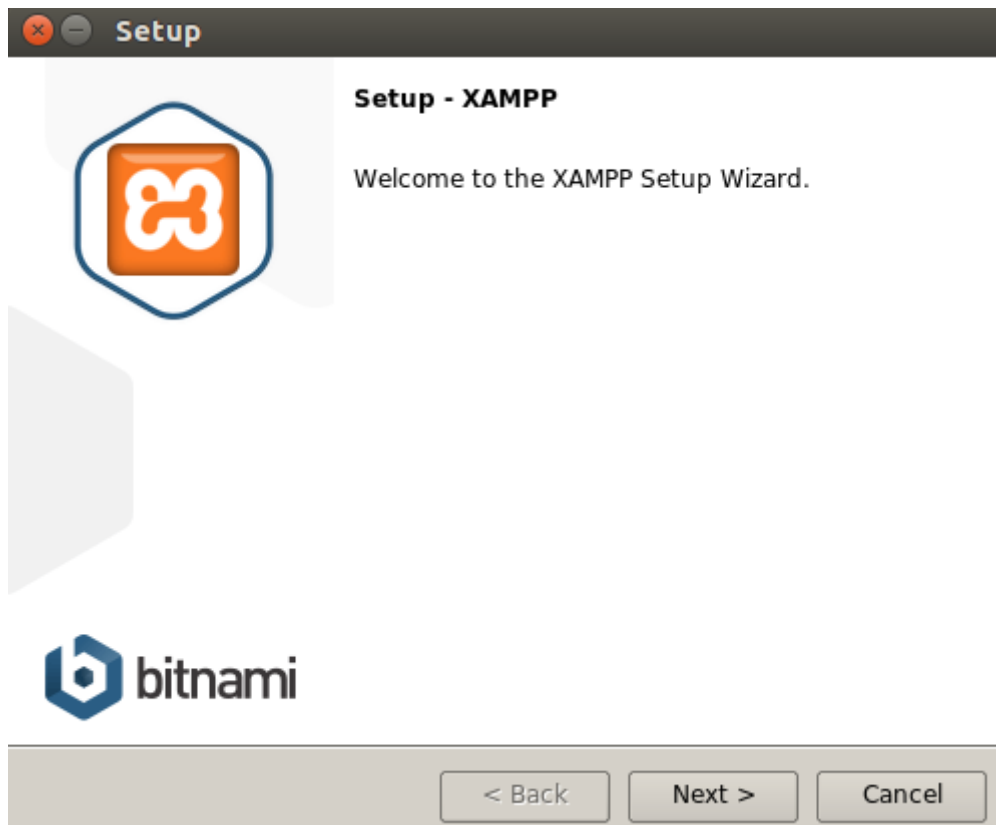 Setup
Setup - XAMPP
Welcome to the XAMPP Setup Wizard.
bitnami
< Back
Next >
Cancel